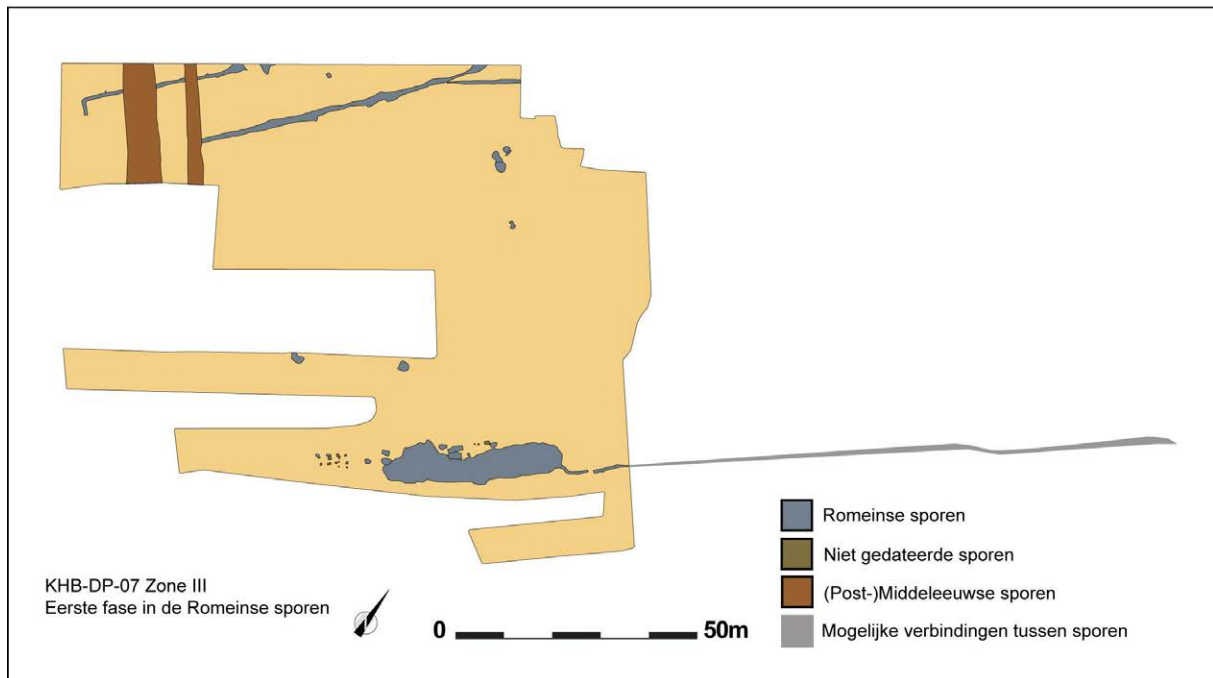 Romeinse sporen
Niet gedateerde sporen
(Post-)Middeleeuwse sporen
Mogelijke verbindingen tussen sporen
KHB-DP-07 Zone III
Eerste fase in de Romeinse sporen
0 50m